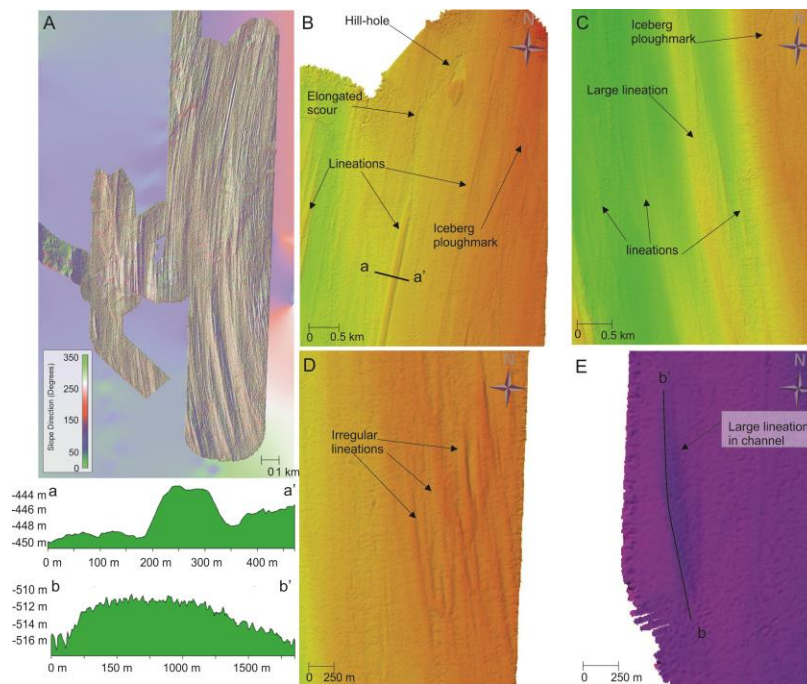 A
350
250
150
50
0
Slope Direction (Degrees)
0 1 km
B
N
Hill-hole
Elongated
scour
Lineations
Iceberg
ploughmark
a
a'
0 0.5 km
C
Iceberg
ploughmark
Large lineation
lineations
0 0.5 km
D
N
Irregular
lineations
0 250 m
E
N
b'
Large lineation
in channel
b
0 250 m
a
a'
-444 m
-446 m
-448 m
-450 m
0 m 100 m 200 m 300 m 400 m
b
b'
-510 m
-512 m
-514 m
-516 m
0 m 150 m 1000 m 1500 m